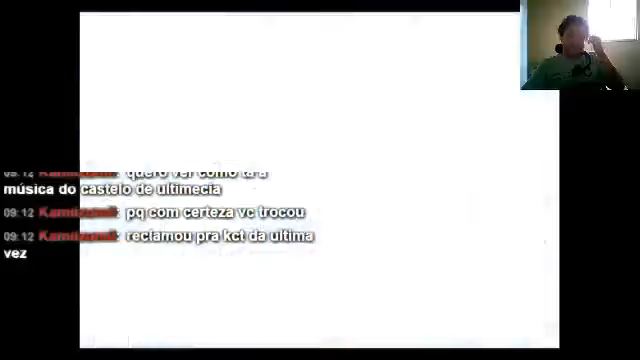 09:12 Kamizumi: quero ver como ta a
música do castelo de ultimecia
09:12 pq com certeza vc trocou
09:12 reclamou pra kct da ultima
vez